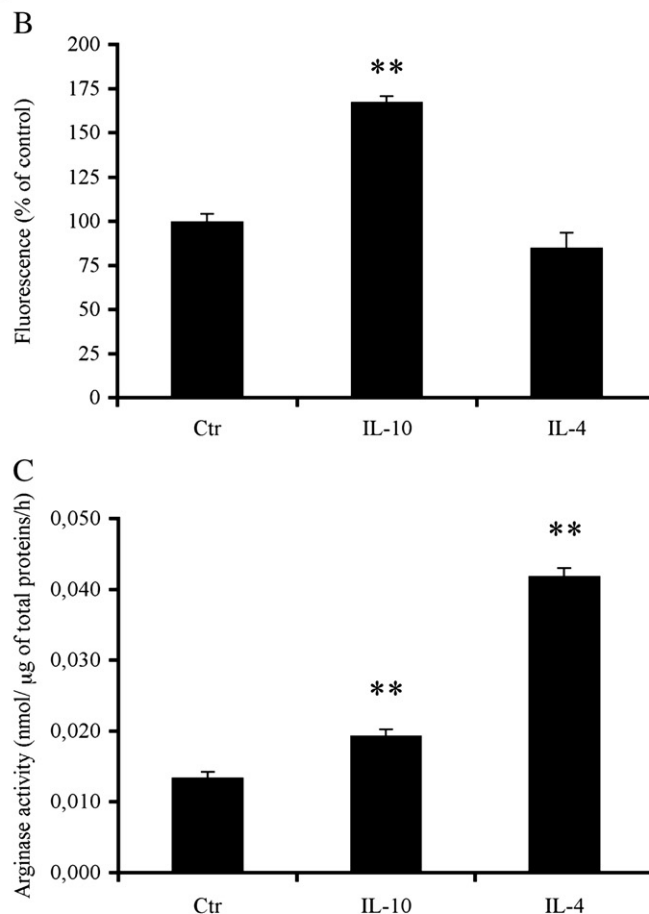 B
Fluorescence (% of control)
200
175
150
125
100
75
50
25
0
**
Ctr
IL-10
IL-4
C
Arginase activity (nmol/ µg of total proteins/h)
0,050
0,040
0,030
0,020
0,010
0,000
**
**
Ctr
IL-10
IL-4